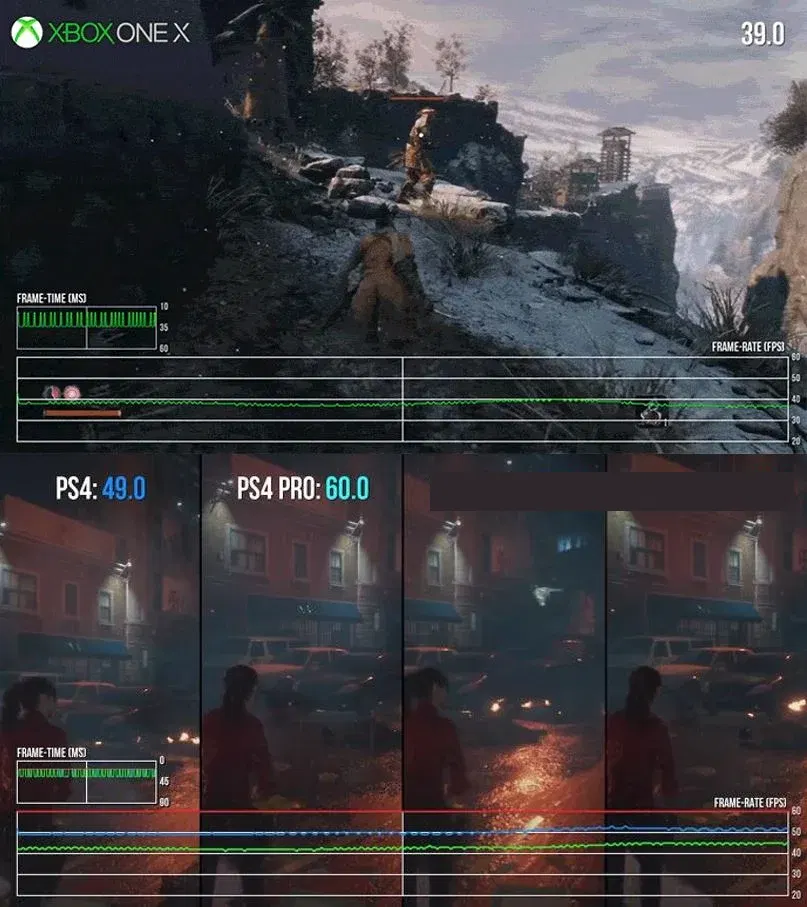 XBOX ONE X
39.0
FRAME-TIME (MS)
10
35
60
FRAME-RATE (FPS)
60
50
40
30
20
PS4: 49.0
PS4 PRO: 60.0
FRAME-TIME (MS)
0
45
90
FRAME-RATE (FPS)
60
50
40
30
20